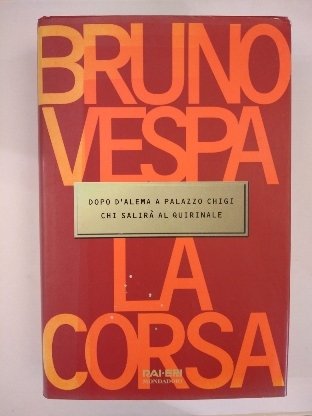 BRUNO
VESPA
DOPO D'ALEMA A PALAZZO CHIGI
CHI SALIRÀ AL QUIRINALE
LA
CORSA
RAI-ERI
MONDADORI